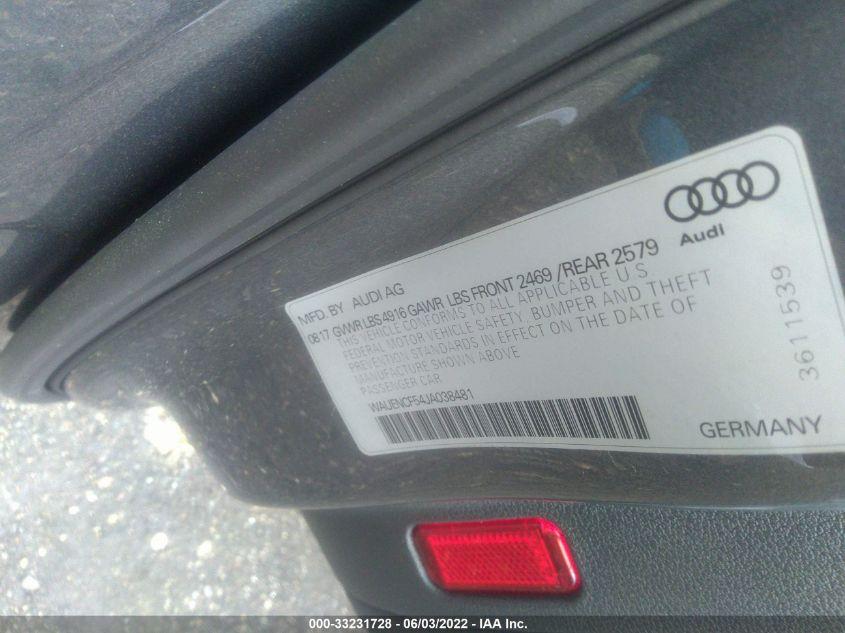 Audi
MFD. BY AUDI AG
0817 GVWR LBS 4916 GAWR LBS FRONT 2469 /REAR 2579
THIS VEHICLE CONFORMS TO ALL APPLICABLE U S
FEDERAL MOTOR VEHICLE SAFETY. BUMPER AND THEFT
PREVENTION STANDARDS IN EFFECT ON THE DATE OF
MANUFACTURE SHOWN ABOVE
PASSENGER CAR
WAUENCF54JA038481
GERMANY
3611539
000-33231728 - 06/03/2022 - IAA Inc.